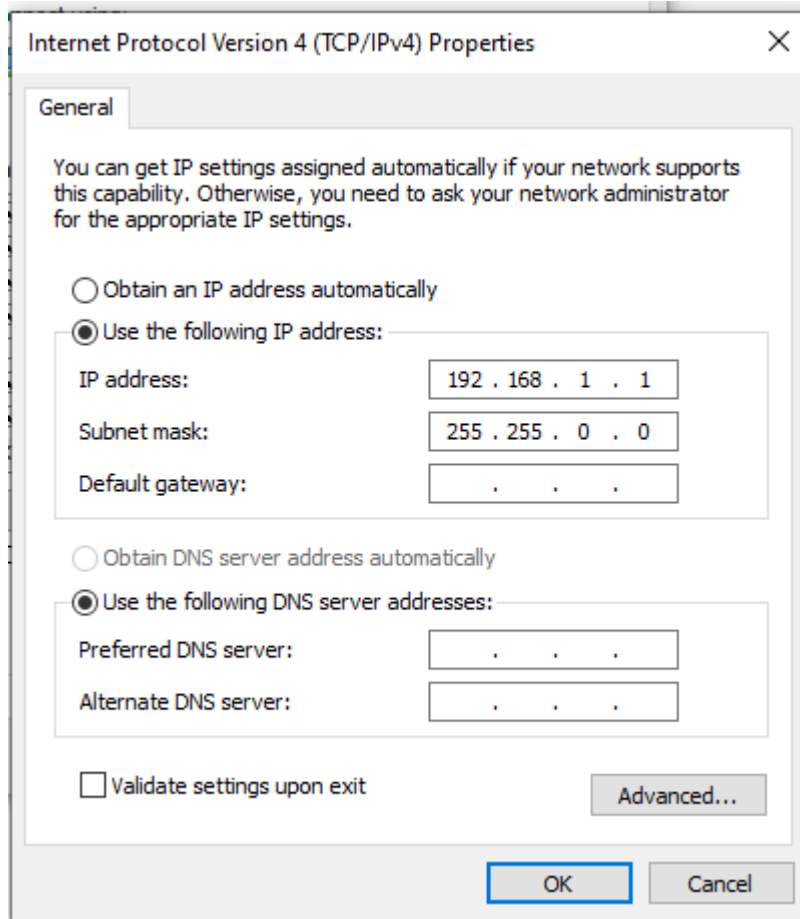 Internet Protocol Version 4 (TCP/IPv4) Properties
General
You can get IP settings assigned automatically if your network supports
this capability. Otherwise, you need to ask your network administrator
for the appropriate IP settings.
Obtain an IP address automatically
Use the following IP address:
IP address: 192 . 168 . 1 . 1
Subnet mask: 255 . 255 . 0 . 0
Default gateway: . . .
Obtain DNS server address automatically
Use the following DNS server addresses:
Preferred DNS server: . . .
Alternate DNS server: . . .
Validate settings upon exit
Advanced...
OK Cancel